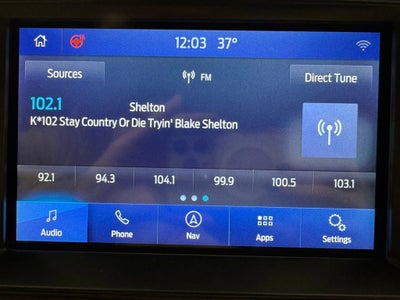 12:03 37°
Sources FM Direct Tune
102.1 Shelton
K*102 Stay Country Or Die Tryin' Blake Shelton
92.1 94.3 104.1 99.9 100.5 103.1
Audio Phone Nav Apps Settings